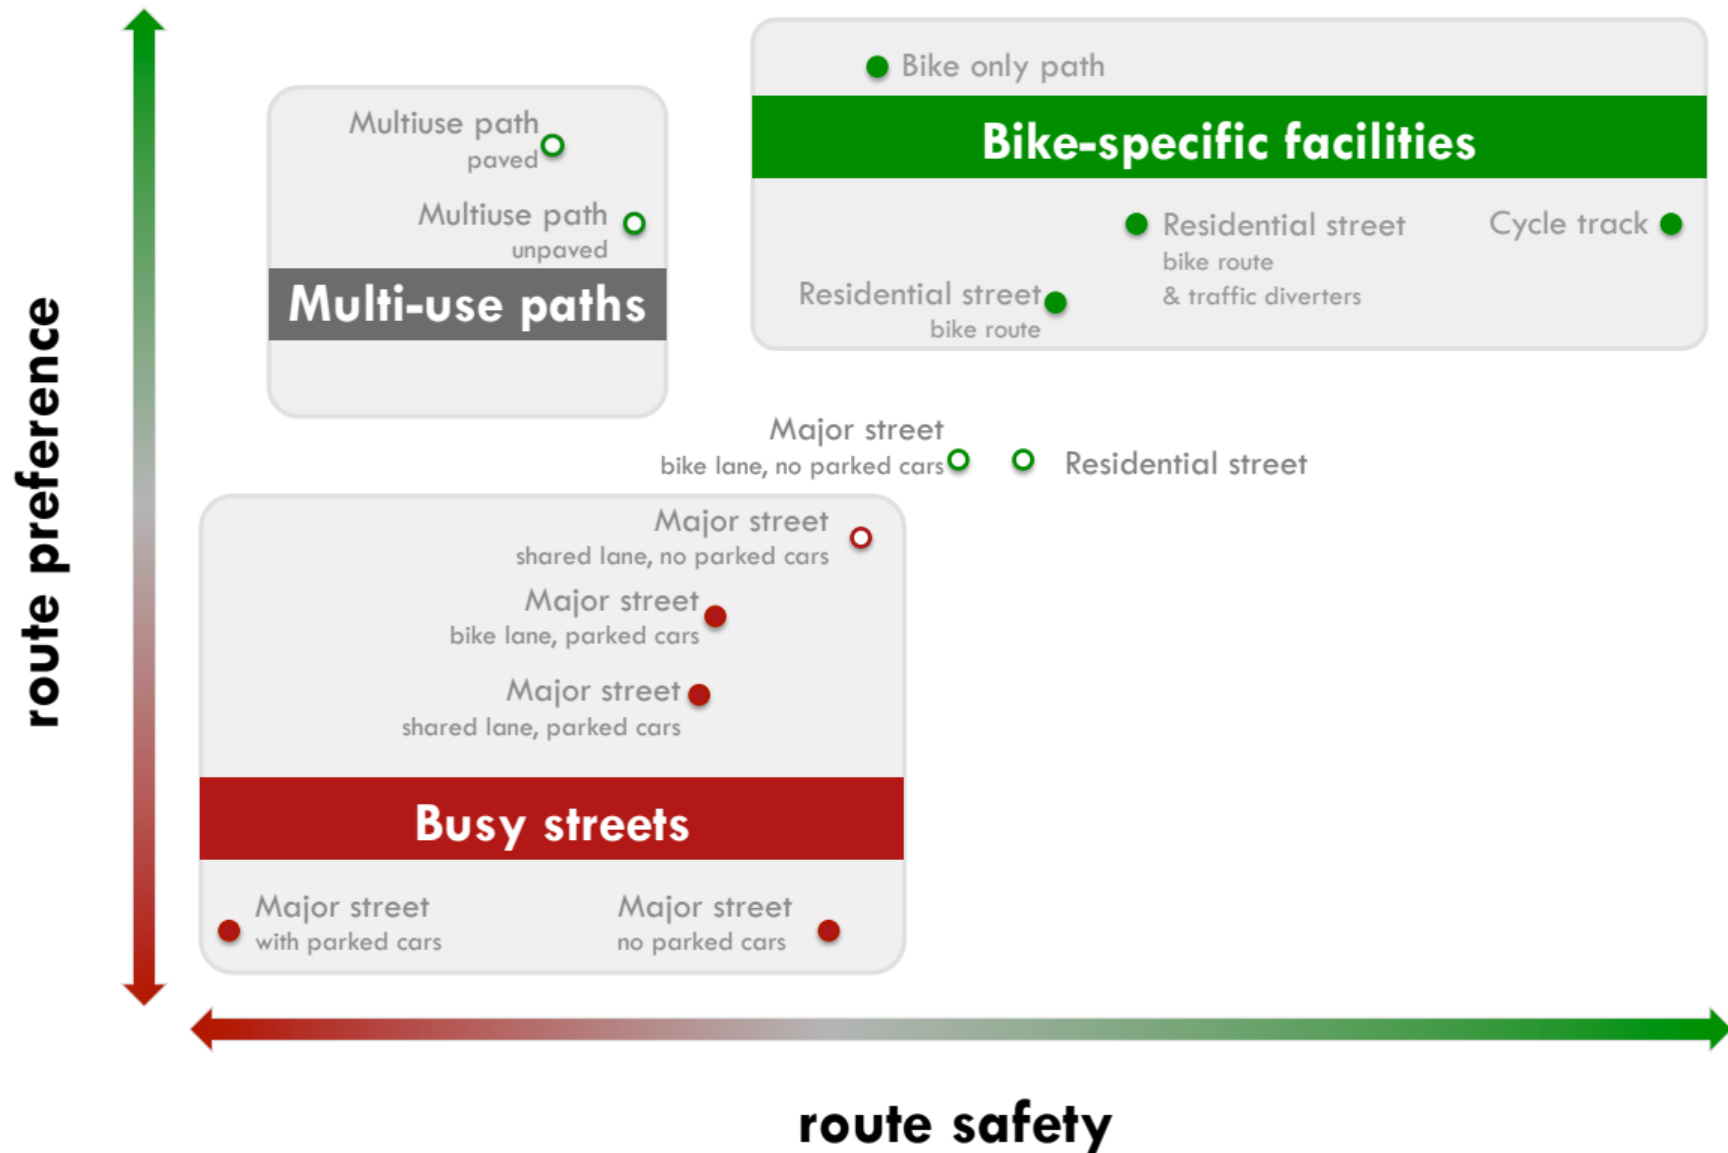 Bike only path
Bike-specific facilities
Multiuse path
paved
Multiuse path
unpaved
Multi-use paths
Residential street
bike route
& traffic diverters
Cycle track
Residential street
bike route
route preference
Major street
bike lane, no parked cars
Residential street
Major street
shared lane, no parked cars
Major street
bike lane, parked cars
Major street
shared lane, parked cars
Busy streets
Major street
with parked cars
Major street
no parked cars
route safety